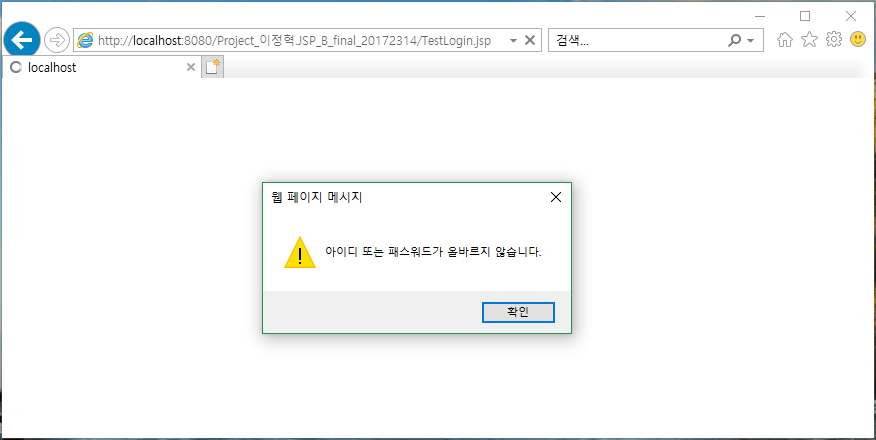 http://localhost:8080/Project_이정혁.JSP_B_final_20172314/TestLogin.jsp
검색...
localhost
웹 페이지 메시지
아이디 또는 패스워드가 올바르지 않습니다.
확인